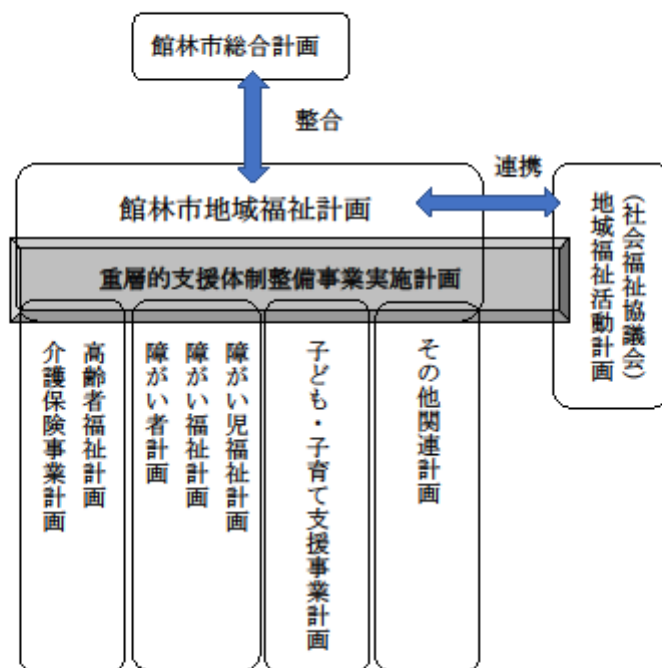 館林市総合計画
整合
連携
館林市地域福祉計画
重層的支援体制整備事業実施計画
(社会福祉協議会)
地域福祉活動計画
高齢者福祉計画
介護保険事業計画
障がい児福祉計画
障がい福祉計画
障がい者計画
子ども・子育て支援事業計画
その他関連計画